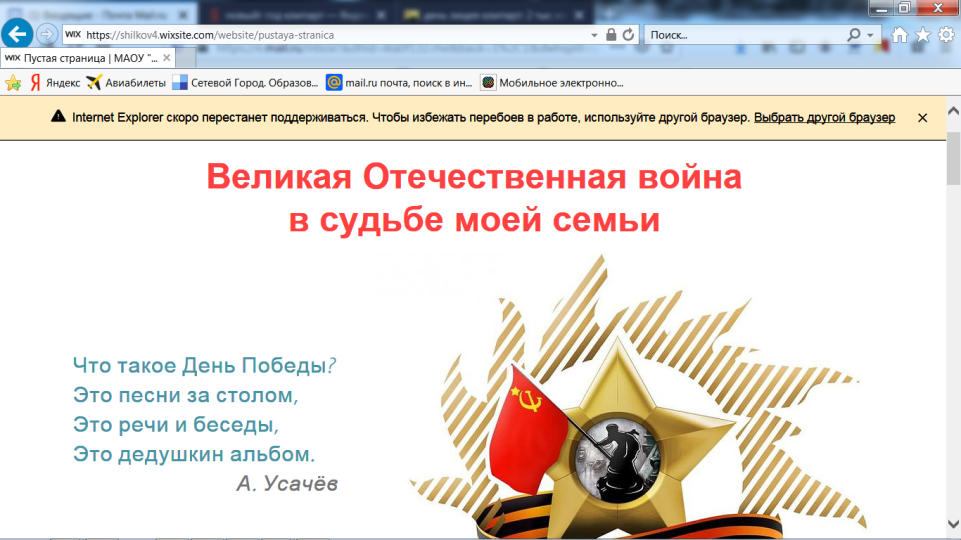 https://shilkov4.wixsite.com/website/pustaya-stranica
Поиск...
WIX Пустая страница | МАОУ "...
Яндекс Авиабилеты Сетевой Город. Образов... mail.ru почта, поиск в ин... Мобильное электронно...
Internet Explorer скоро перестанет поддерживаться. Чтобы избежать перебоев в работе, используйте другой браузер. Выбрать другой браузер
Великая Отечественная война
в судьбе моей семьи
Что такое День Победы?
Это песни за столом,
Это речи и беседы,
Это дедушкин альбом.
А. Усачёв